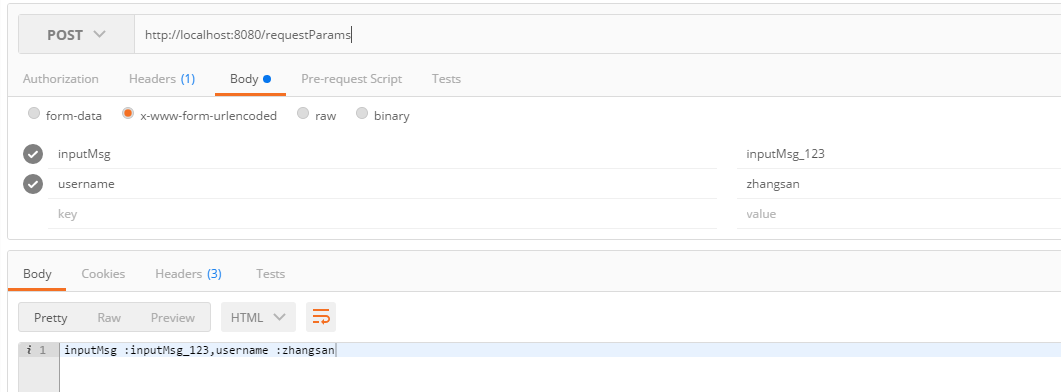 POST http://localhost:8080/requestParams
Authorization Headers (1) Body Pre-request Script Tests
form-data x-www-form-urlencoded raw binary
inputMsg inputMsg_123
username zhangsan
key value
Body Cookies Headers (3) Tests
Pretty Raw Preview HTML
i 1 inputMsg :inputMsg_123,username :zhangsan